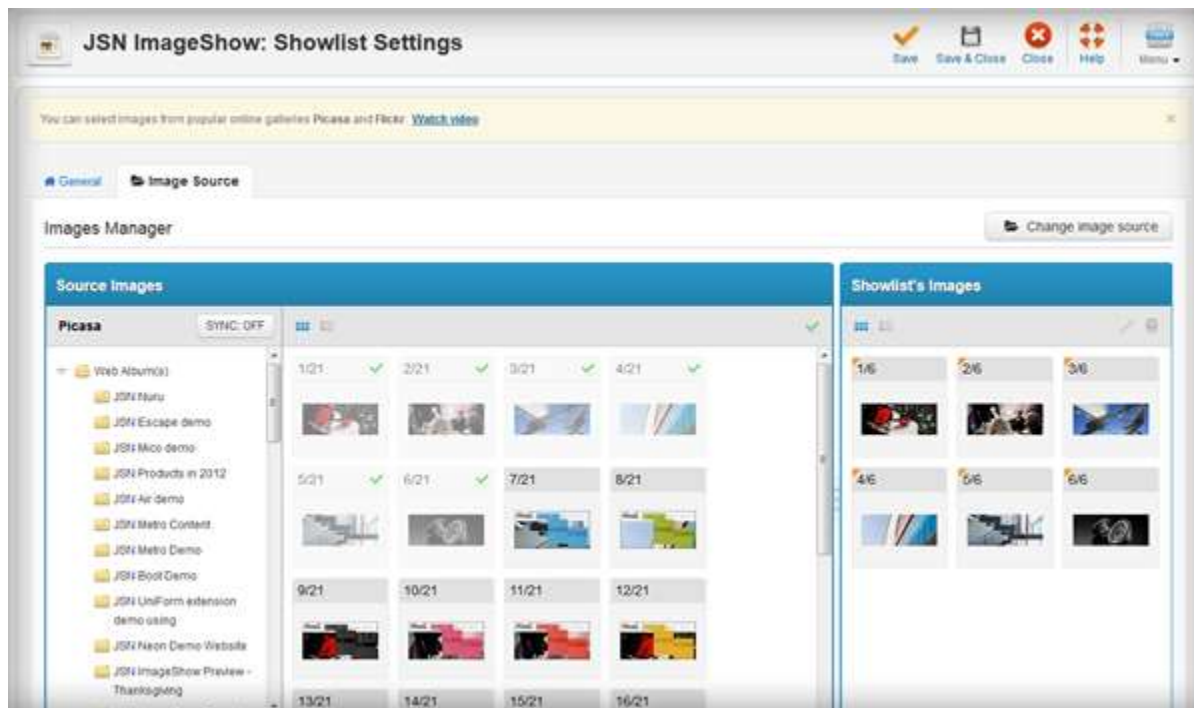 JSN ImageShow: Showlist Settings
Save
Save & Close
Close
Help
Menu
You can select images from popular online galleries Picasa and Flickr. Watch video
General
Image Source
Images Manager
Change image source
Source Images
Showlist's Images
Picasa
SYNC: OFF
Web Album(s)
JSN Nuru
JSN Escape demo
JSN Mico demo
JSN Products in 2012
JSN Air demo
JSN Metro Content
JSN Metro Demo
JSN Boot Demo
JSN UniForm extension
demo using
JSN Neon Demo Website
JSN ImageShow Preview -
Thanksgiving
1/21
2/21
3/21
4/21
5/21
6/21
7/21
8/21
9/21
10/21
11/21
12/21
13/21
14/21
15/21
16/21
1/6
2/6
3/6
4/6
5/6
6/6